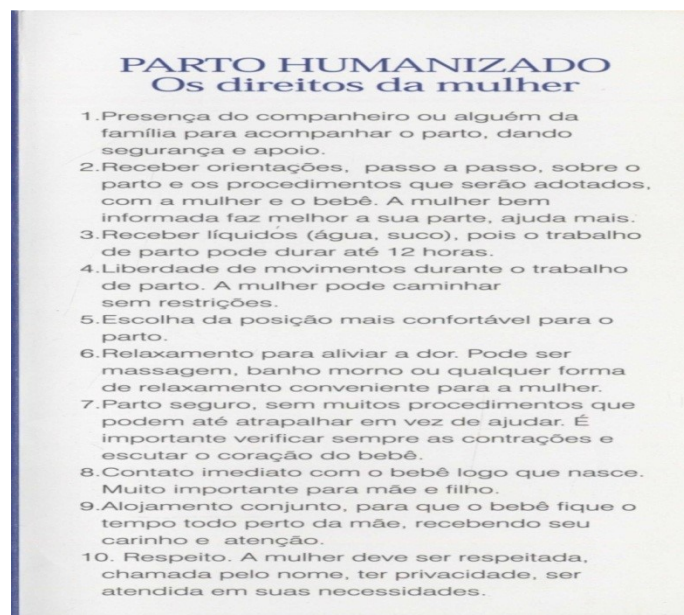 PARTO HUMANIZADO
Os direitos da mulher
1.Presença do companheiro ou alguém da
família para acompanhar o parto, dando
segurança e apoio.
2.Receber orientações, passo a passo, sobre o
parto e os procedimentos que serão adotados,
com a mulher e o bebê. A mulher bem
informada faz melhor a sua parte, ajuda mais.
3.Receber líquidos (água, suco), pois o trabalho
de parto pode durar até 12 horas.
4.Liberdade de movimentos durante o trabalho
de parto. A mulher pode caminhar
sem restrições.
5.Escolha da posição mais confortável para o
parto.
6.Relaxamento para aliviar a dor. Pode ser
massagem, banho morno ou qualquer forma
de relaxamento conveniente para a mulher.
7.Parto seguro, sem muitos procedimentos que
podem até atrapalhar em vez de ajudar. É
importante verificar sempre as contrações e
escutar o coração do bebê.
8.Contato imediato com o bebê logo que nasce.
Muito importante para mãe e filho.
9.Alojamento conjunto, para que o bebê fique o
tempo todo perto da mãe, recebendo seu
carinho e atenção.
10. Respeito. A mulher deve ser respeitada,
chamada pelo nome, ter privacidade, ser
atendida em suas necessidades.